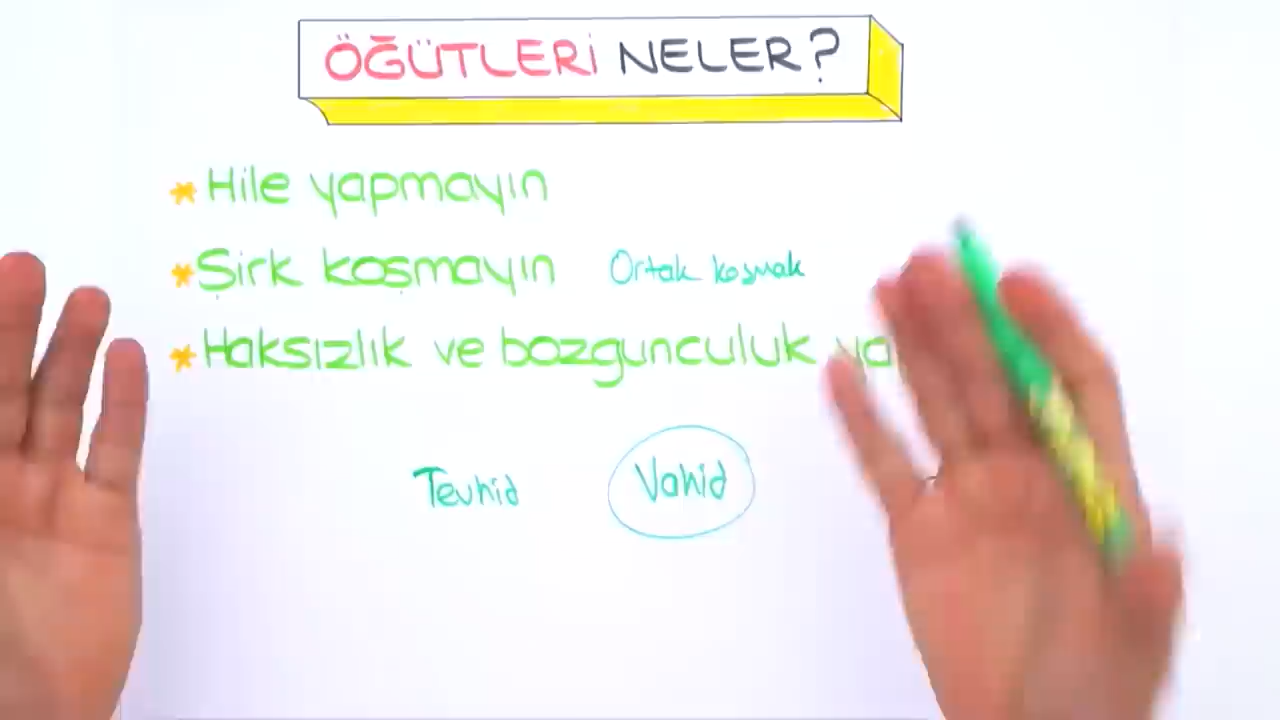 ÖĞÜTLERİ NELER?
* Hile yapmayın
* Şirk koşmayın Ortak koşmak
* Haksızlık ve bozgunculuk
Tevhid Vahid